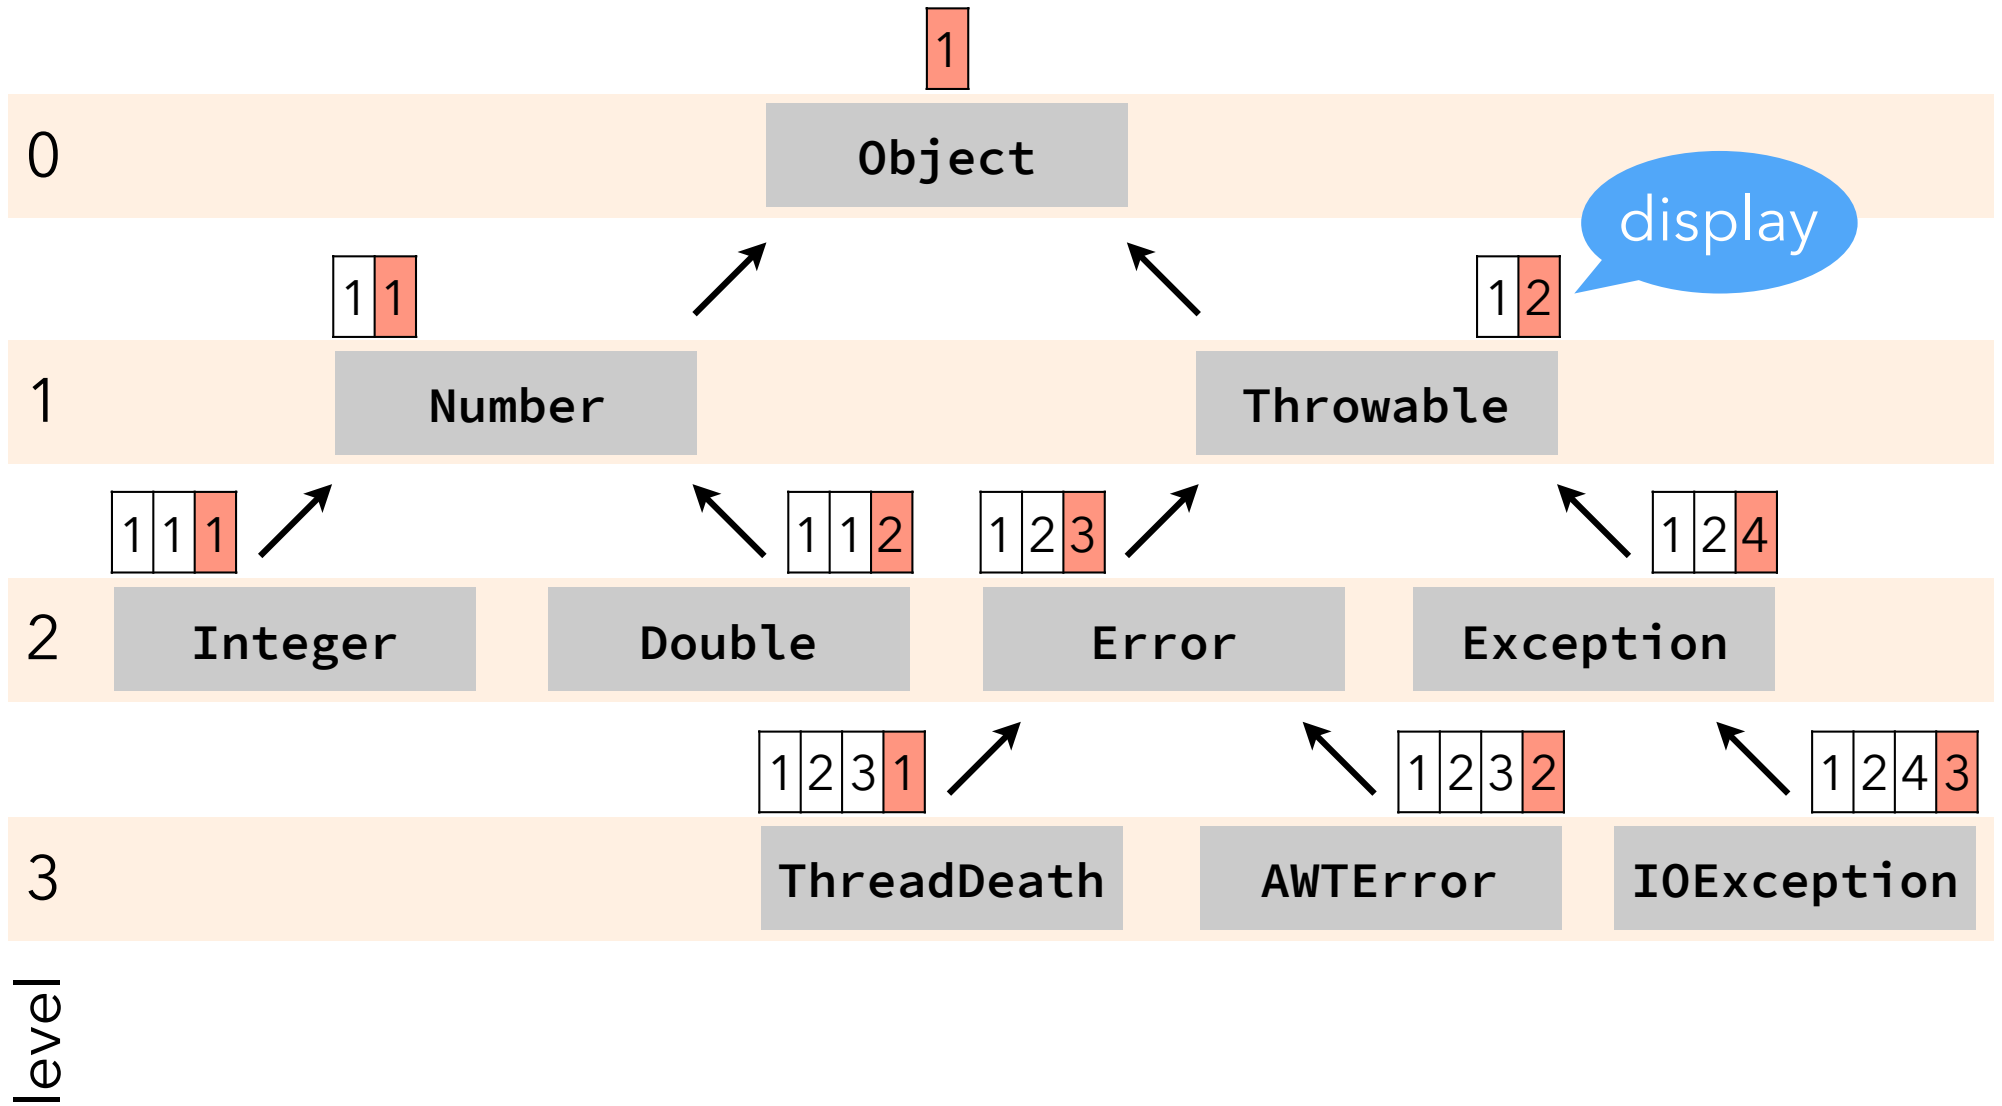 1
0
Object
display
1 1
1 2
1
Number
Throwable
1 1 1
1 1 2
1 2 3
1 2 4
2
Integer
Double
Error
Exception
1 2 3 1
1 2 3 2
1 2 4 3
3
ThreadDeath
AWTError
IOException
level